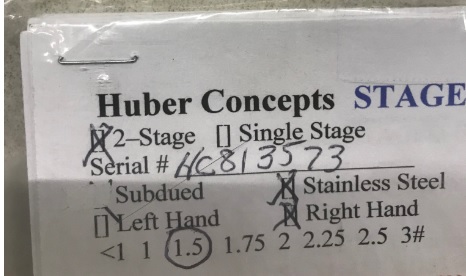 Huber Concepts STAGE
[X] 2–Stage [] Single Stage
Serial # HC813573
Subdued [X] Stainless Steel
[] Left Hand [X] Right Hand
<1 1 1.5 1.75 2 2.25 2.5 3#